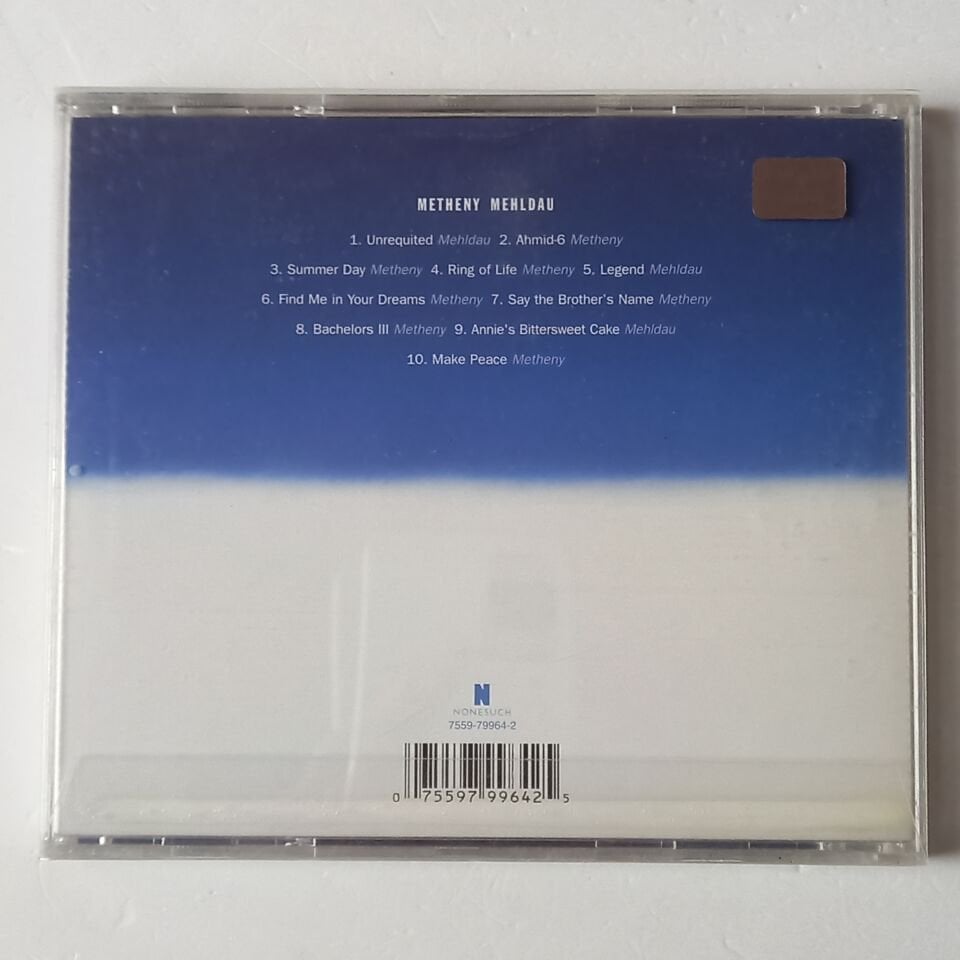 METHENY MEHLDAU
1. Unrequited Mehldau 2. Ahmid-6 Metheny
3. Summer Day Metheny 4. Ring of Life Metheny 5. Legend Mehldau
6. Find Me in Your Dreams Metheny 7. Say the Brother's Name Metheny
8. Bachelors III Metheny 9. Annie's Bittersweet Cake Mehldau
10. Make Peace Metheny
N
NONESUCH
7559-79964-2
0 75597 99642 5